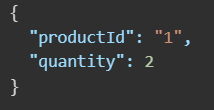 {
  "productId": "1",
  "quantity": 2
}